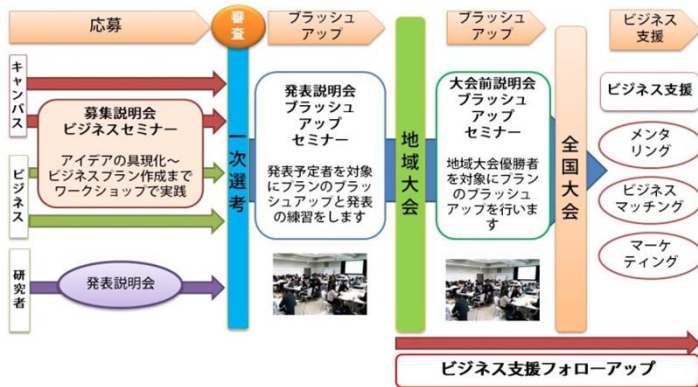 応募
審査
ブラッシュ
アップ
ブラッシュ
アップ
ビジネス
支援
キャンパス
募集説明会
ビジネスセミナー
アイデアの具現化～
ビジネスプラン作成まで
ワークショップで実践
ビジネス
研究者
発表説明会
一次選考
発表説明会
ブラッシュ
アップ
セミナー
発表予定者を対象
にプランのブラッ
シュアップと発表
の練習をします
地域大会
大会前説明会
ブラッシュ
アップ
セミナー
地域大会優勝者
を対象にプラン
のブラッシュ
アップを行いま
す
全国大会
ビジネス支援
メンタ
リング
ビジネス
マッチング
マーケ
ティング
ビジネス支援フォローアップ